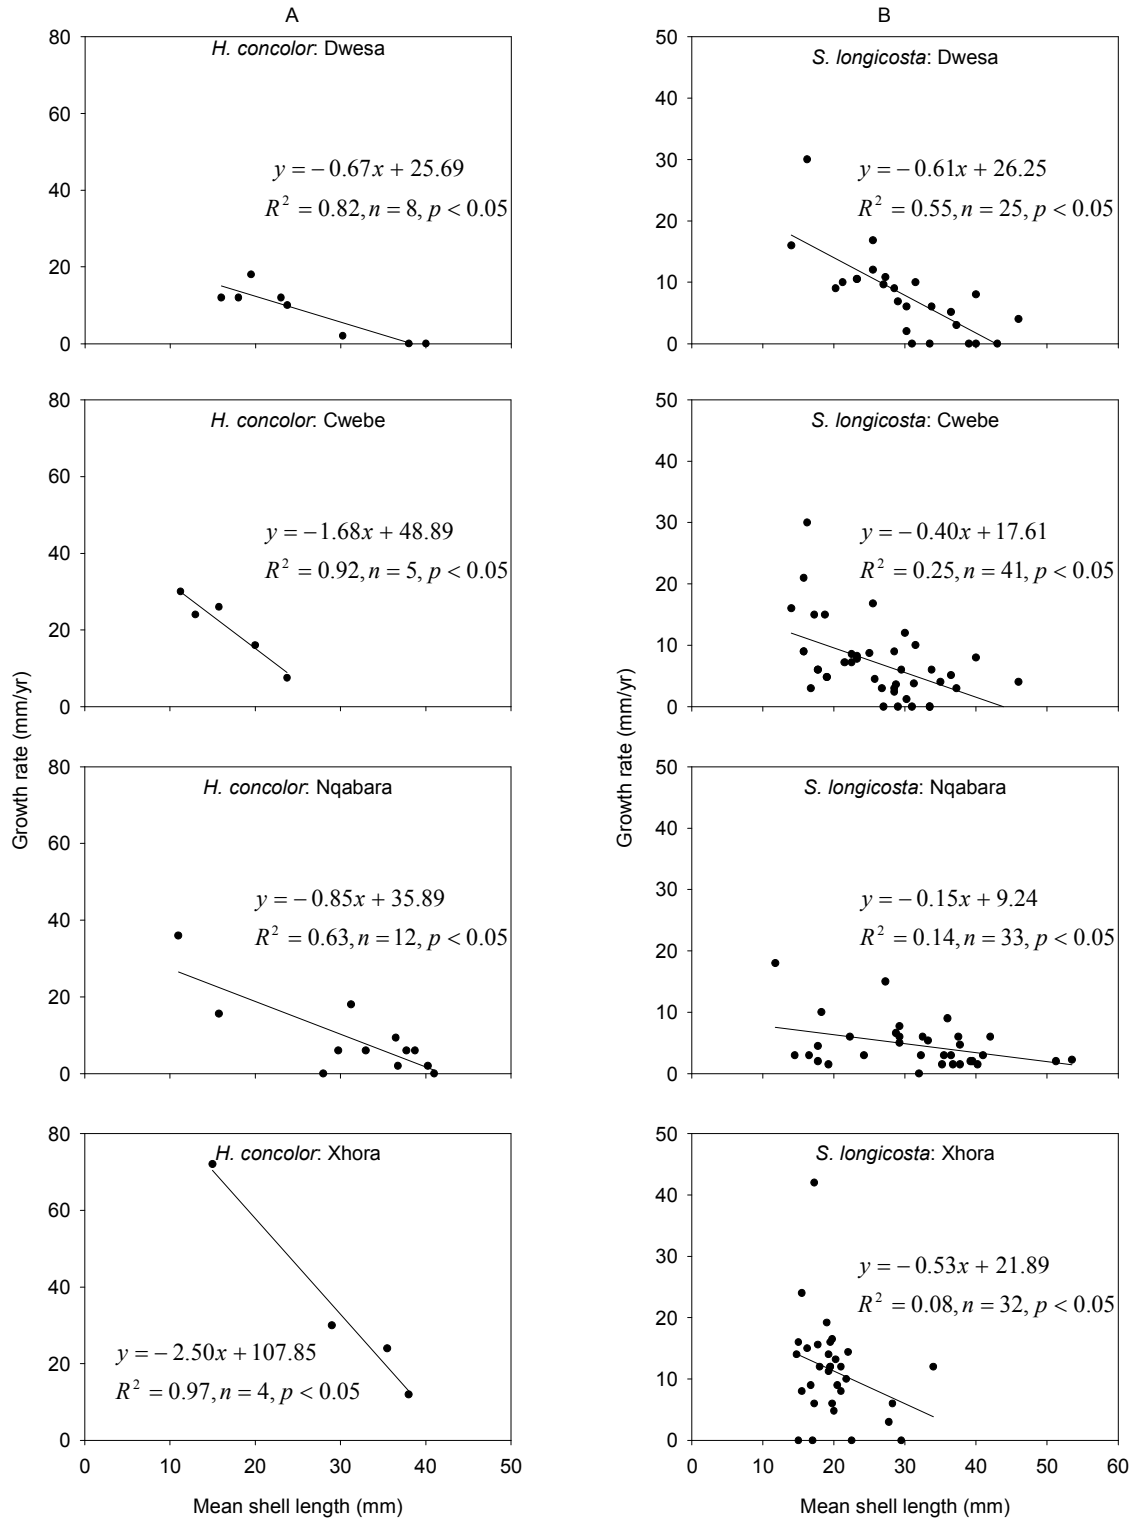 A
H. concolor: Dwesa
80
60
40
20
0
y = −0.67x + 25.69
R² = 0.82, n = 8, p < 0.05
H. concolor: Cwebe
80
60
40
20
0
y = −1.68x + 48.89
R² = 0.92, n = 5, p < 0.05
H. concolor: Nqabara
80
60
40
20
0
y = −0.85x + 35.89
R² = 0.63, n = 12, p < 0.05
H. concolor: Xhora
80
60
40
20
0
y = −2.50x + 107.85
R² = 0.97, n = 4, p < 0.05
0 10 20 30 40 50
Mean shell length (mm)
Growth rate (mm/yr)
B
S. longicosta: Dwesa
50
40
30
20
10
0
y = −0.61x + 26.25
R² = 0.55, n = 25, p < 0.05
S. longicosta: Cwebe
50
40
30
20
10
0
y = −0.40x + 17.61
R² = 0.25, n = 41, p < 0.05
S. longicosta: Nqabara
50
40
30
20
10
0
y = −0.15x + 9.24
R² = 0.14, n = 33, p < 0.05
S. longicosta: Xhora
50
40
30
20
10
0
y = −0.53x + 21.89
R² = 0.08, n = 32, p < 0.05
0 10 20 30 40 50 60
Mean shell length (mm)
Growth rate (mm/yr)